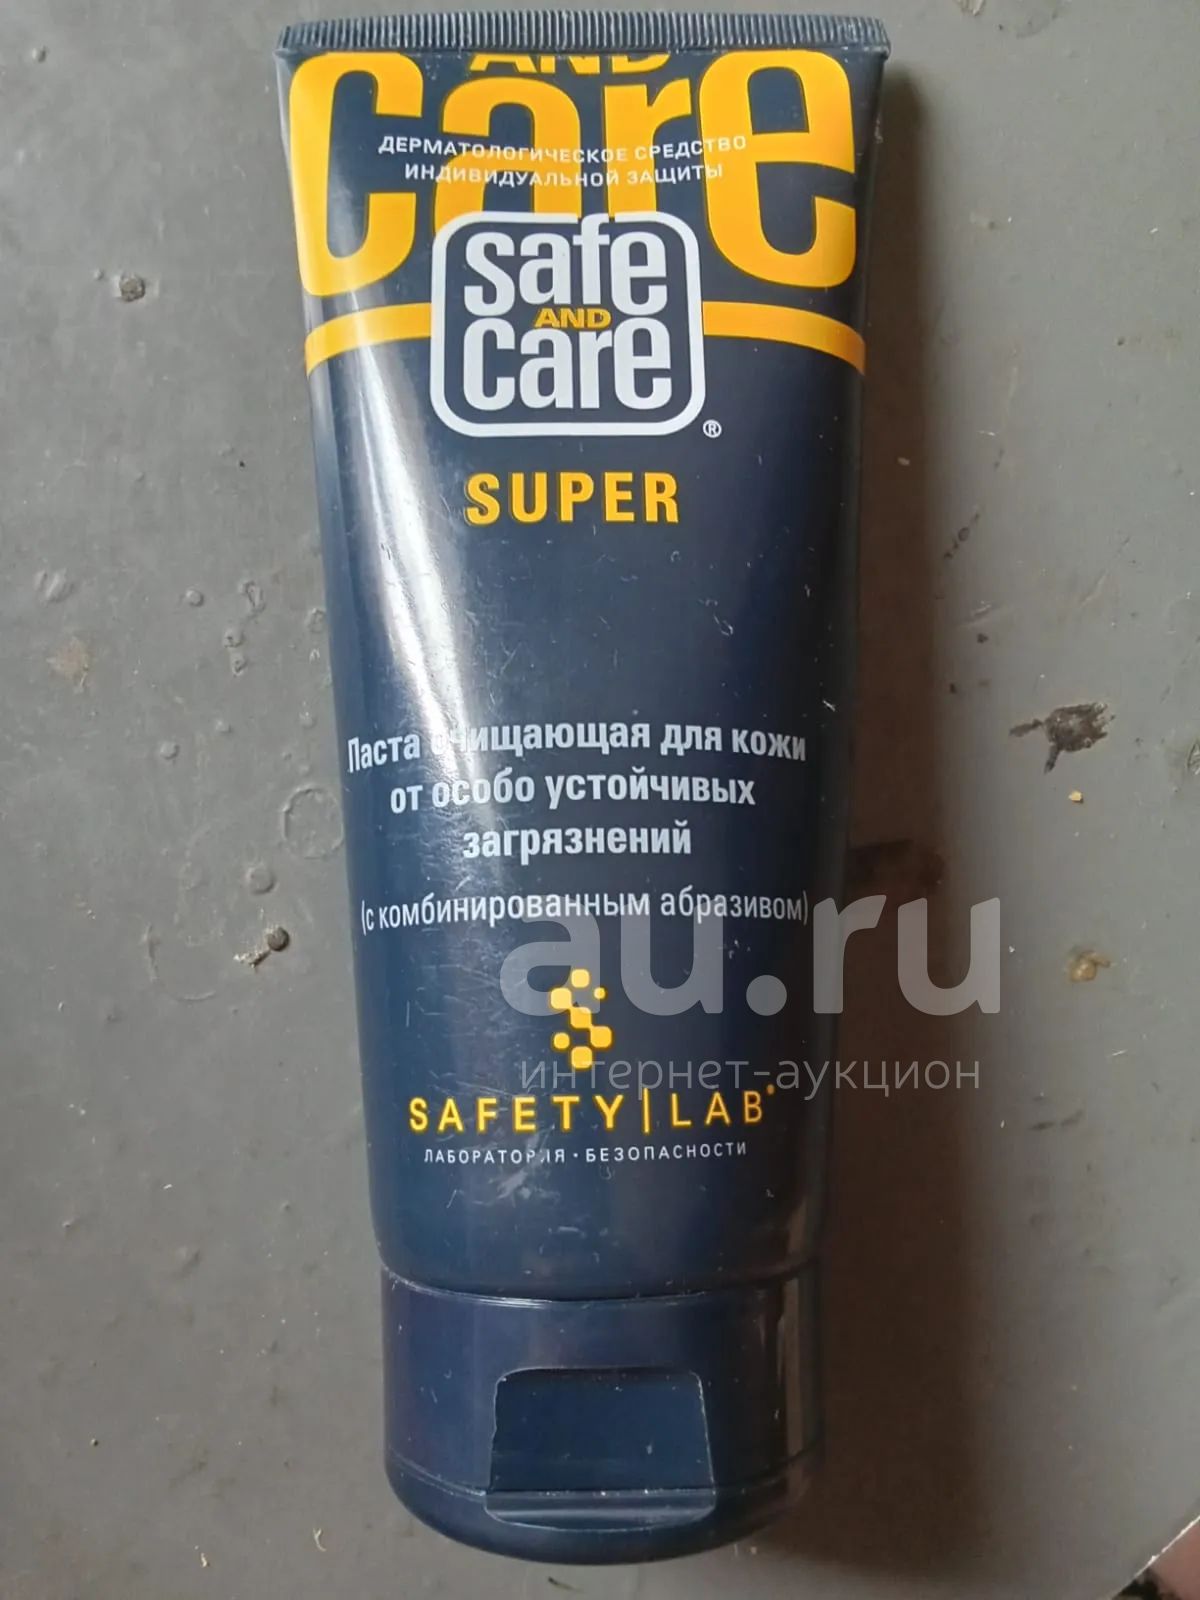 AND
care
ДЕРМАТОЛОГИЧЕСКОЕ СРЕДСТВО
ИНДИВИДУАЛЬНОЙ ЗАЩИТЫ
safe
AND
care
®
SUPER
Паста очищающая для кожи
от особо устойчивых
загрязнений
(с комбинированным абразивом)
au.ru
интернет-аукцион
SAFETY|LAB
ЛАБОРАТОРИЯ · БЕЗОПАСНОСТИ